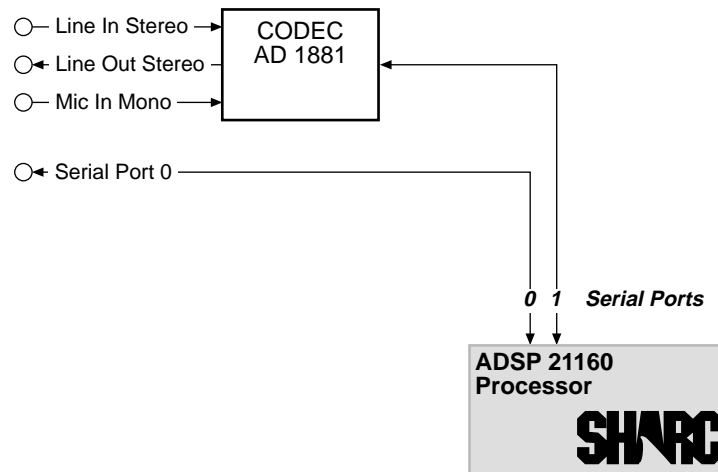 Line In Stereo
CODEC
AD 1881
Line Out Stereo
Mic In Mono
Serial Port 0
0 1 Serial Ports
ADSP 21160
Processor
SHARC